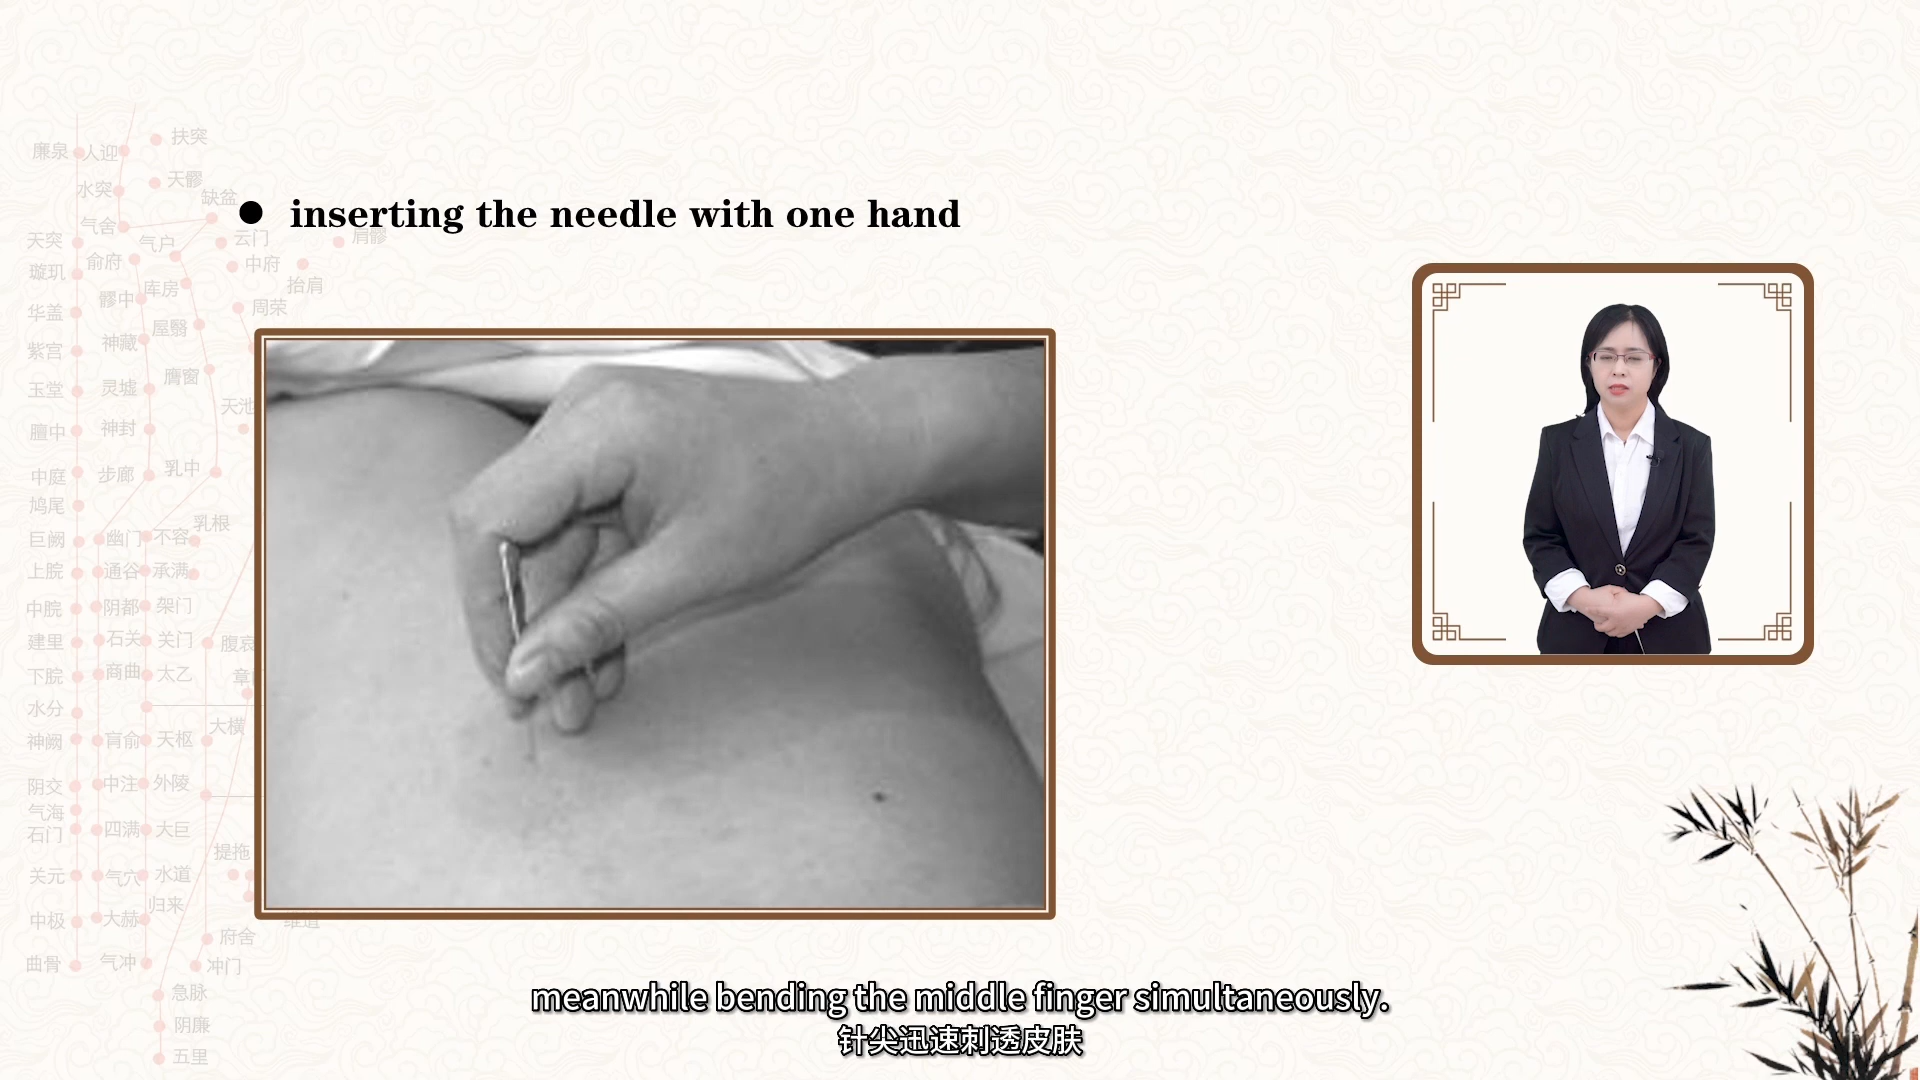 扶突
廉泉 人迎
天髎
水突
缺盆
气舍
inserting the needle with one hand
天突 气户 云门 肩髃
俞府 中府
璇玑
库房 抬肩
髎中
华盖 周荣
屋翳
神藏
紫宫
膺窗
玉堂 灵墟
天池
膻中 神封
中庭 步廊 乳中
鸠尾
乳根
巨阙 幽门 不容
上脘 通谷 承满
中脘 阴都 架门
建里 石关 关门 腹哀
下脘 商曲 太乙 章
水分
大横
神阙 肓俞 天枢
阴交 中注 外陵
气海
石门 四满 大巨
提拖
关元 气穴 水道
归来
中极 大赫 维道
府舍
曲骨 气冲 冲门
急脉
阴廉
五里
meanwhile bending the middle finger simultaneously.
针尖迅速刺透皮肤